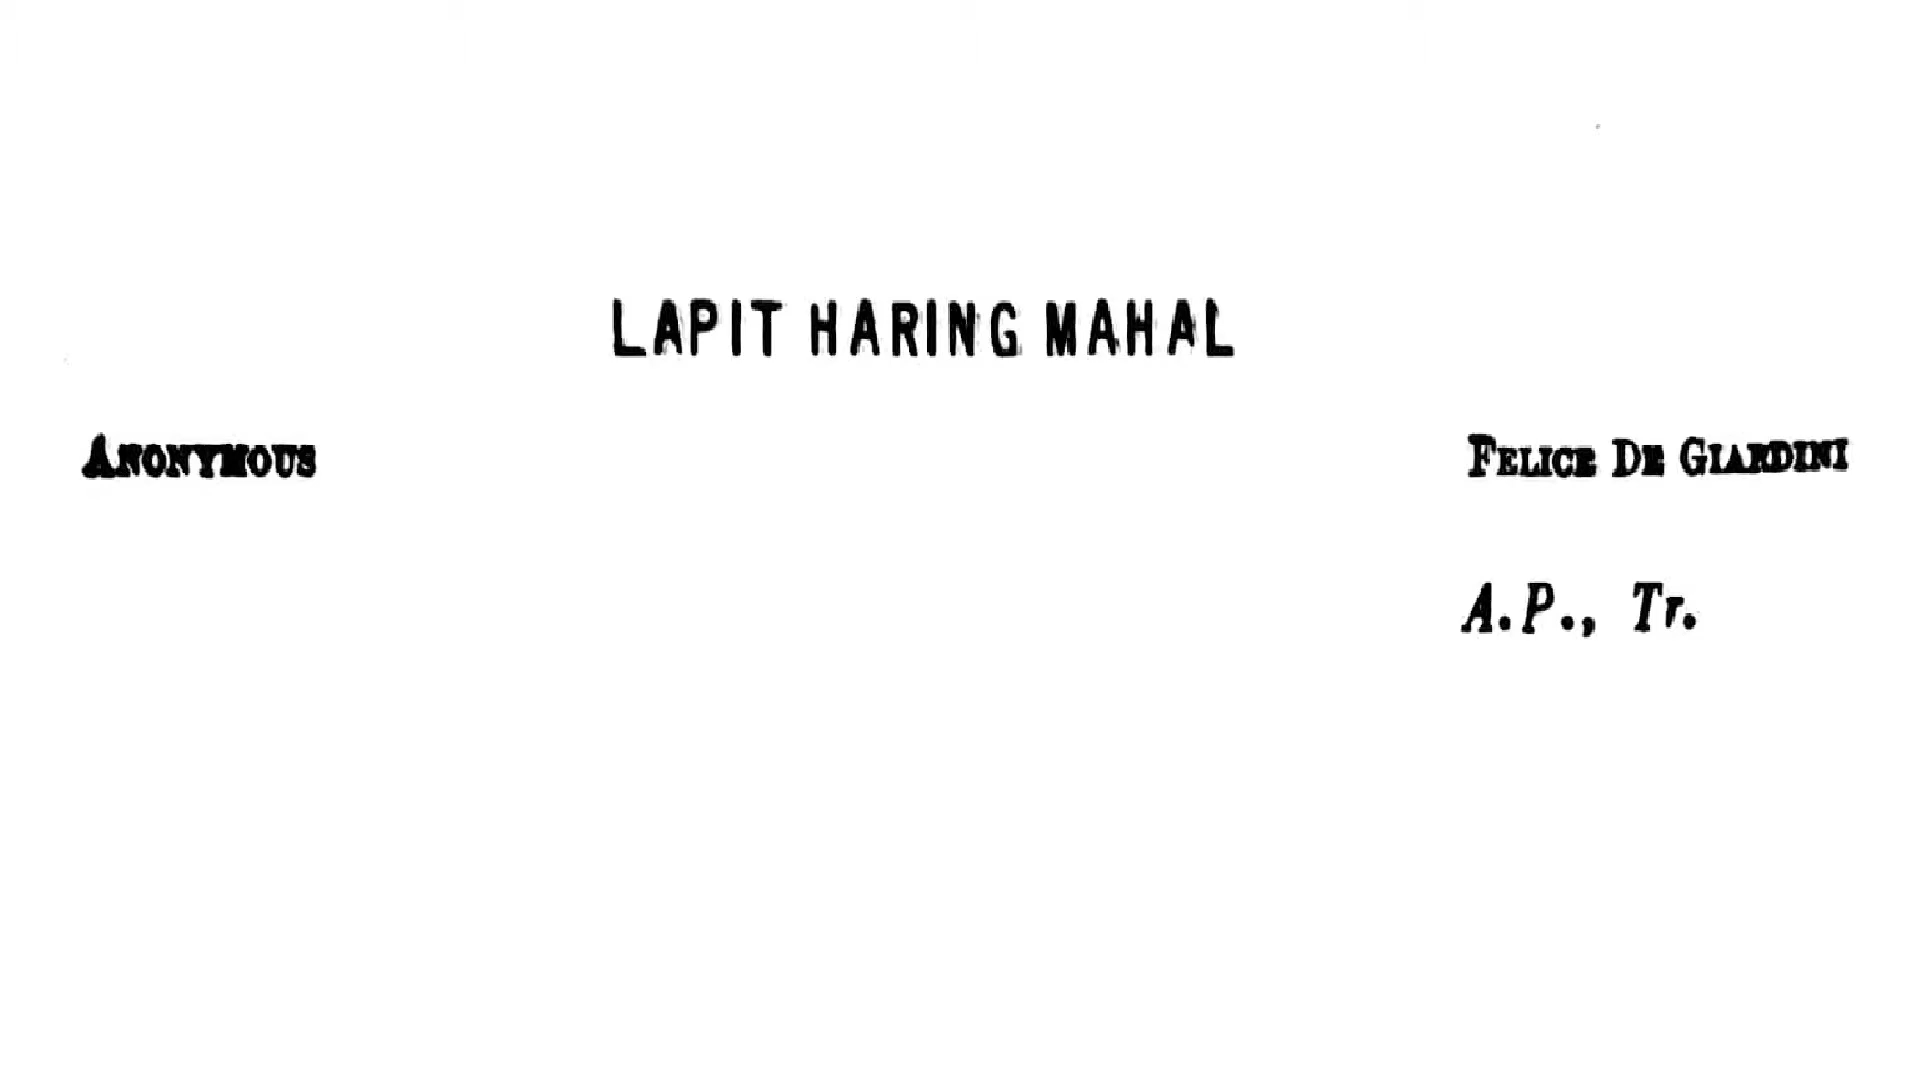 LAPIT HARING MAHAL
ANONYMOUS
FELICE DE GIARDINI
A.P., Tr.